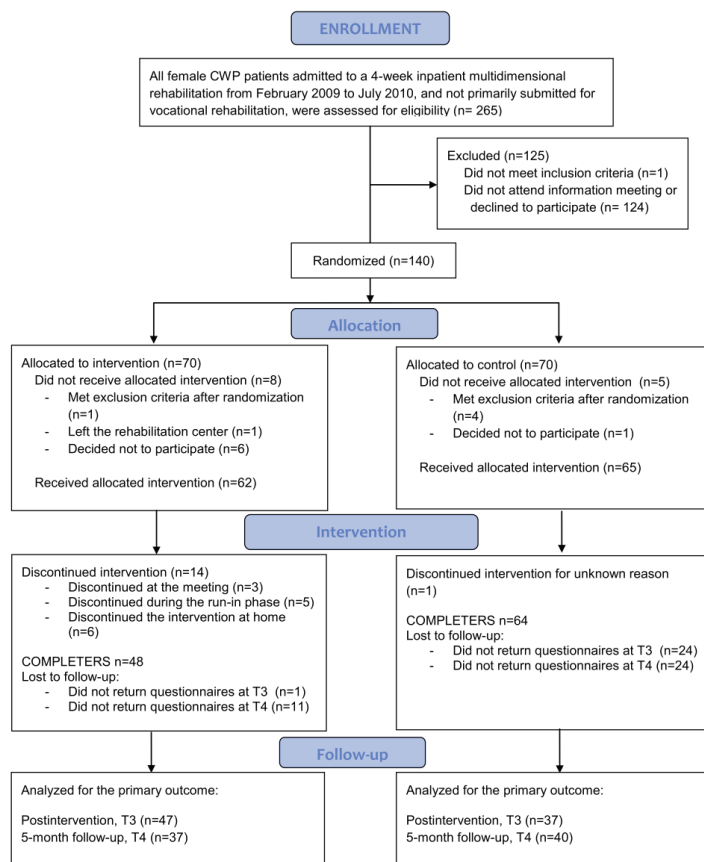 ENROLLMENT
All female CWP patients admitted to a 4-week inpatient multidimensional
rehabilitation from February 2009 to July 2010, and not primarily submitted for
vocational rehabilitation, were assessed for eligibility (n= 265)
Excluded (n=125)
Did not meet inclusion criteria (n=1)
Did not attend information meeting or
declined to participate (n= 124)
Randomized (n=140)
Allocation
Allocated to intervention (n=70)
Did not receive allocated intervention (n=8)
- Met exclusion criteria after randomization
(n=1)
- Left the rehabilitation center (n=1)
- Decided not to participate (n=6)
Received allocated intervention (n=62)
Allocated to control (n=70)
Did not receive allocated intervention (n=5)
- Met exclusion criteria after randomization
(n=4)
- Decided not to participate (n=1)
Received allocated intervention (n=65)
Intervention
Discontinued intervention (n=14)
- Discontinued at the meeting (n=3)
- Discontinued during the run-in phase (n=5)
- Discontinued the intervention at home
(n=6)
COMPLETERS n=48
Lost to follow-up:
- Did not return questionnaires at T3 (n=1)
- Did not return questionnaires at T4 (n=11)
Discontinued intervention for unknown reason
(n=1)
COMPLETERS n=64
Lost to follow-up:
- Did not return questionnaires at T3 (n=24)
- Did not return questionnaires at T4 (n=24)
Follow-up
Analyzed for the primary outcome:
Postintervention, T3 (n=47)
5-month follow-up, T4 (n=37)
Analyzed for the primary outcome:
Postintervention, T3 (n=37)
5-month follow-up, T4 (n=40)